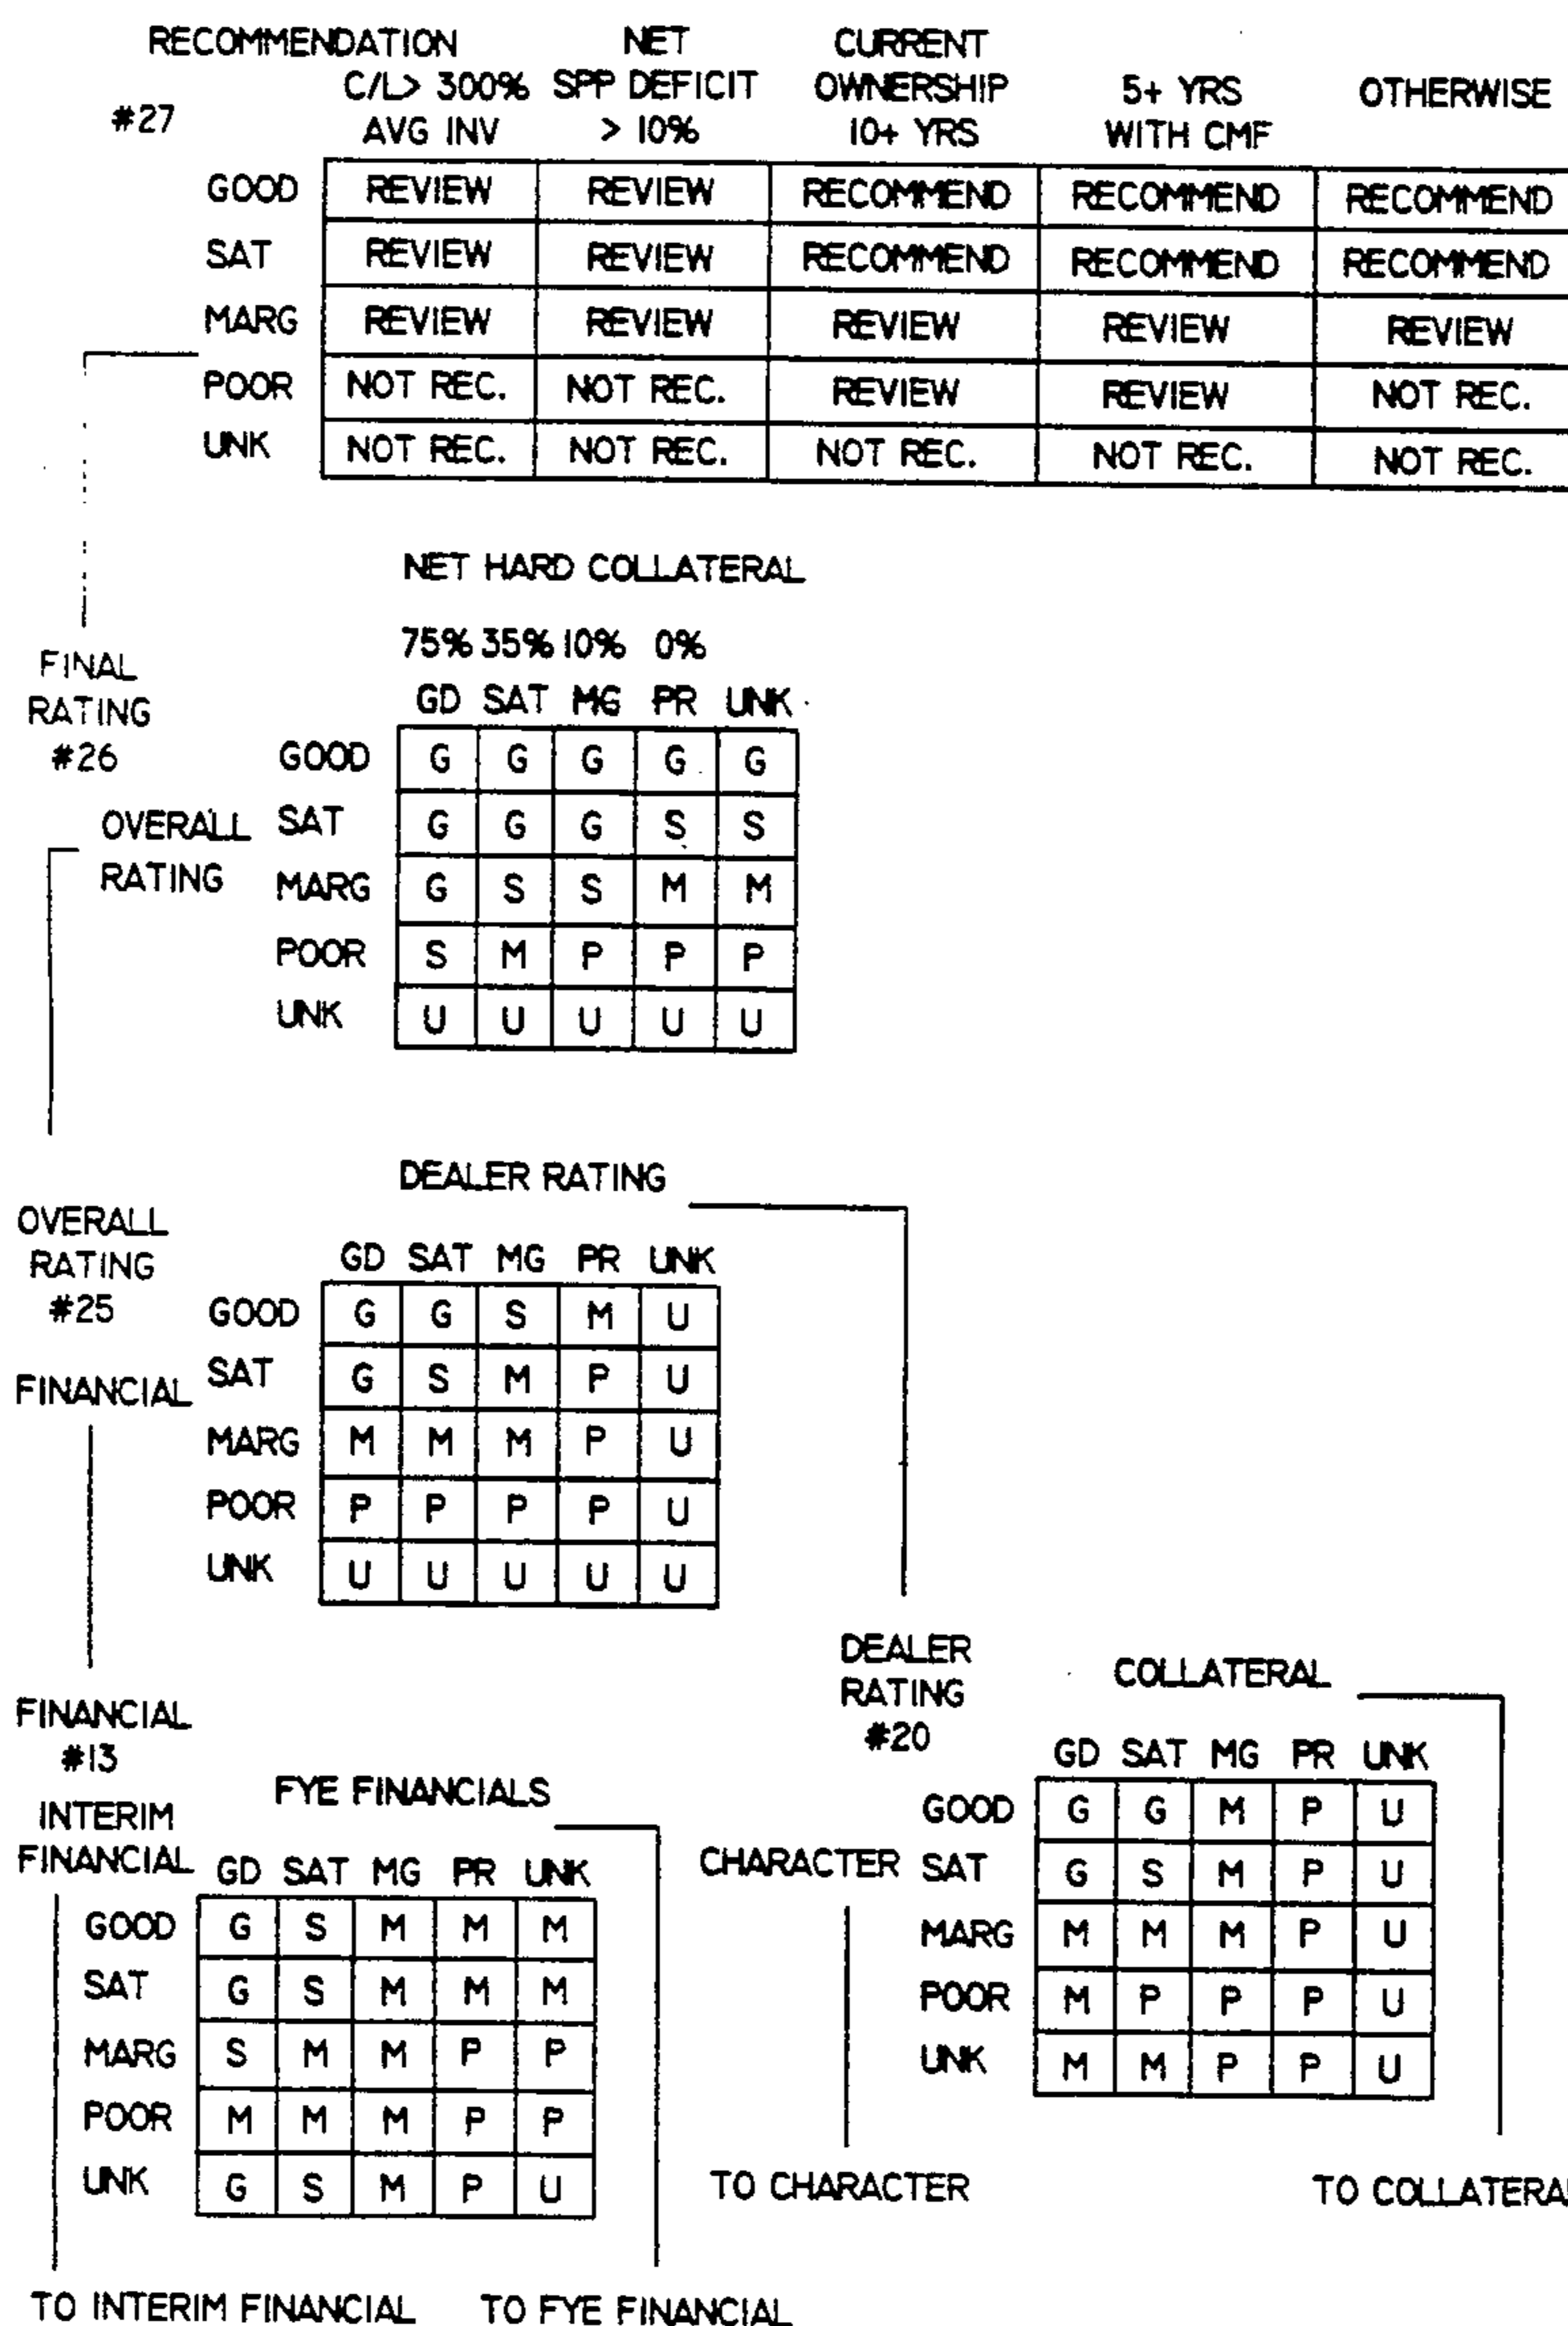 RECOMMENDATION NET CURRENT
C/L> 300% SPP DEFICIT OWNERSHIP 5+ YRS OTHERWISE
#27 AVG INV > 10% 10+ YRS WITH CMF
GOOD REVIEW REVIEW RECOMMEND RECOMMEND RECOMMEND
SAT REVIEW REVIEW RECOMMEND RECOMMEND RECOMMEND
MARG REVIEW REVIEW REVIEW REVIEW REVIEW
POOR NOT REC. NOT REC. REVIEW REVIEW NOT REC.
UNK NOT REC. NOT REC. NOT REC. NOT REC. NOT REC.
NET HARD COLLATERAL
75% 35% 10% 0%
FINAL
RATING
#26
GD SAT MG PR UNK
GOOD G G G G G
OVERALL
RATING
SAT G G G S S
MARG G S S M M
POOR S M P P P
UNK U U U U U
DEALER RATING
OVERALL
RATING
#25
GD SAT MG PR UNK
GOOD G G S M U
FINANCIAL
SAT G S M P U
MARG M M M P U
POOR P P P P U
UNK U U U U U
FINANCIAL
#13
INTERIM
FINANCIAL
FYE FINANCIALS
GD SAT MG PR UNK
GOOD G S M M M
SAT G S M M M
MARG S M M P P
POOR M M M P P
UNK G S M P U
TO INTERIM FINANCIAL TO FYE FINANCIAL
DEALER
RATING
#20
COLLATERAL
GD SAT MG PR UNK
GOOD G G M P U
CHARACTER
SAT G S M P U
MARG M M M P U
POOR M P P P U
UNK M M P P U
TO CHARACTER TO COLLATERAL